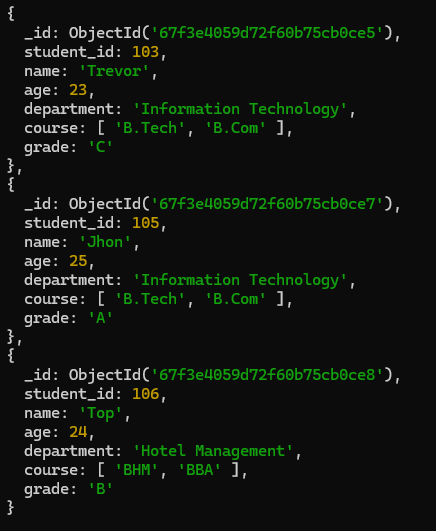 {
  _id: ObjectId('67f3e4059d72f60b75cb0ce5'),
  student_id: 103,
  name: 'Trevor',
  age: 23,
  department: 'Information Technology',
  course: [ 'B.Tech', 'B.Com' ],
  grade: 'C'
},
{
  _id: ObjectId('67f3e4059d72f60b75cb0ce7'),
  student_id: 105,
  name: 'Jhon',
  age: 25,
  department: 'Information Technology',
  course: [ 'B.Tech', 'B.Com' ],
  grade: 'A'
},
{
  _id: ObjectId('67f3e4059d72f60b75cb0ce8'),
  student_id: 106,
  name: 'Top',
  age: 24,
  department: 'Hotel Management',
  course: [ 'BHM', 'BBA' ],
  grade: 'B'
}